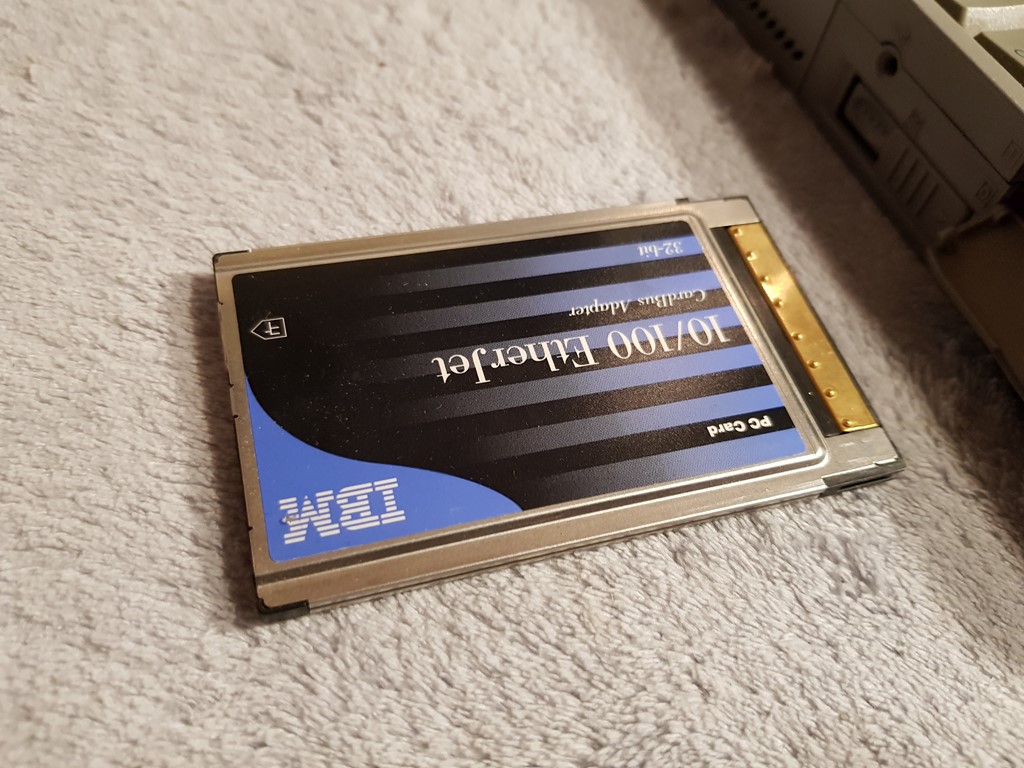 IBM
PC Card
10/100 EtherJet
CardBus Adapter
32-bit